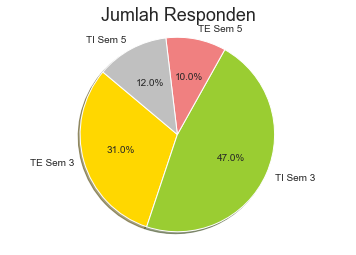 Jumlah Responden
TE Sem 5
TI Sem 5
10.0%
12.0%
31.0%
47.0%
TE Sem 3
TI Sem 3